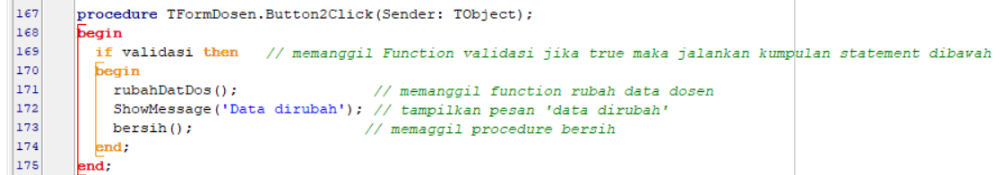 167 procedure TFormDosen.Button2Click(Sender: TObject);
168 begin
169 if validasi then // memanggil Function validasi jika true maka jalankan kumpulan statement dibawah
170 begin
171 rubahDatDos(); // memanggil function rubah data dosen
172 ShowMessage('Data dirubah'); // tampilkan pesan 'data dirubah'
173 bersih(); // memaggil procedure bersih
174 end;
175 end;